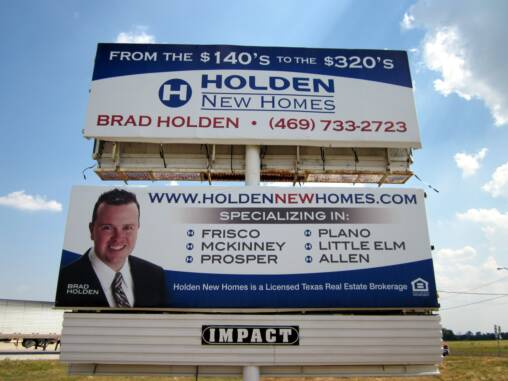 FROM THE $140'S TO THE $320'S
H HOLDEN
NEW HOMES
BRAD HOLDEN • (469) 733-2723
WWW.HOLDENNEWHOMES.COM
SPECIALIZING IN:
H FRISCO
H MCKINNEY
H PROSPER
H PLANO
H LITTLE ELM
H ALLEN
BRAD
HOLDEN
Holden New Homes is a Licensed Texas Real Estate Brokerage
IMPACT